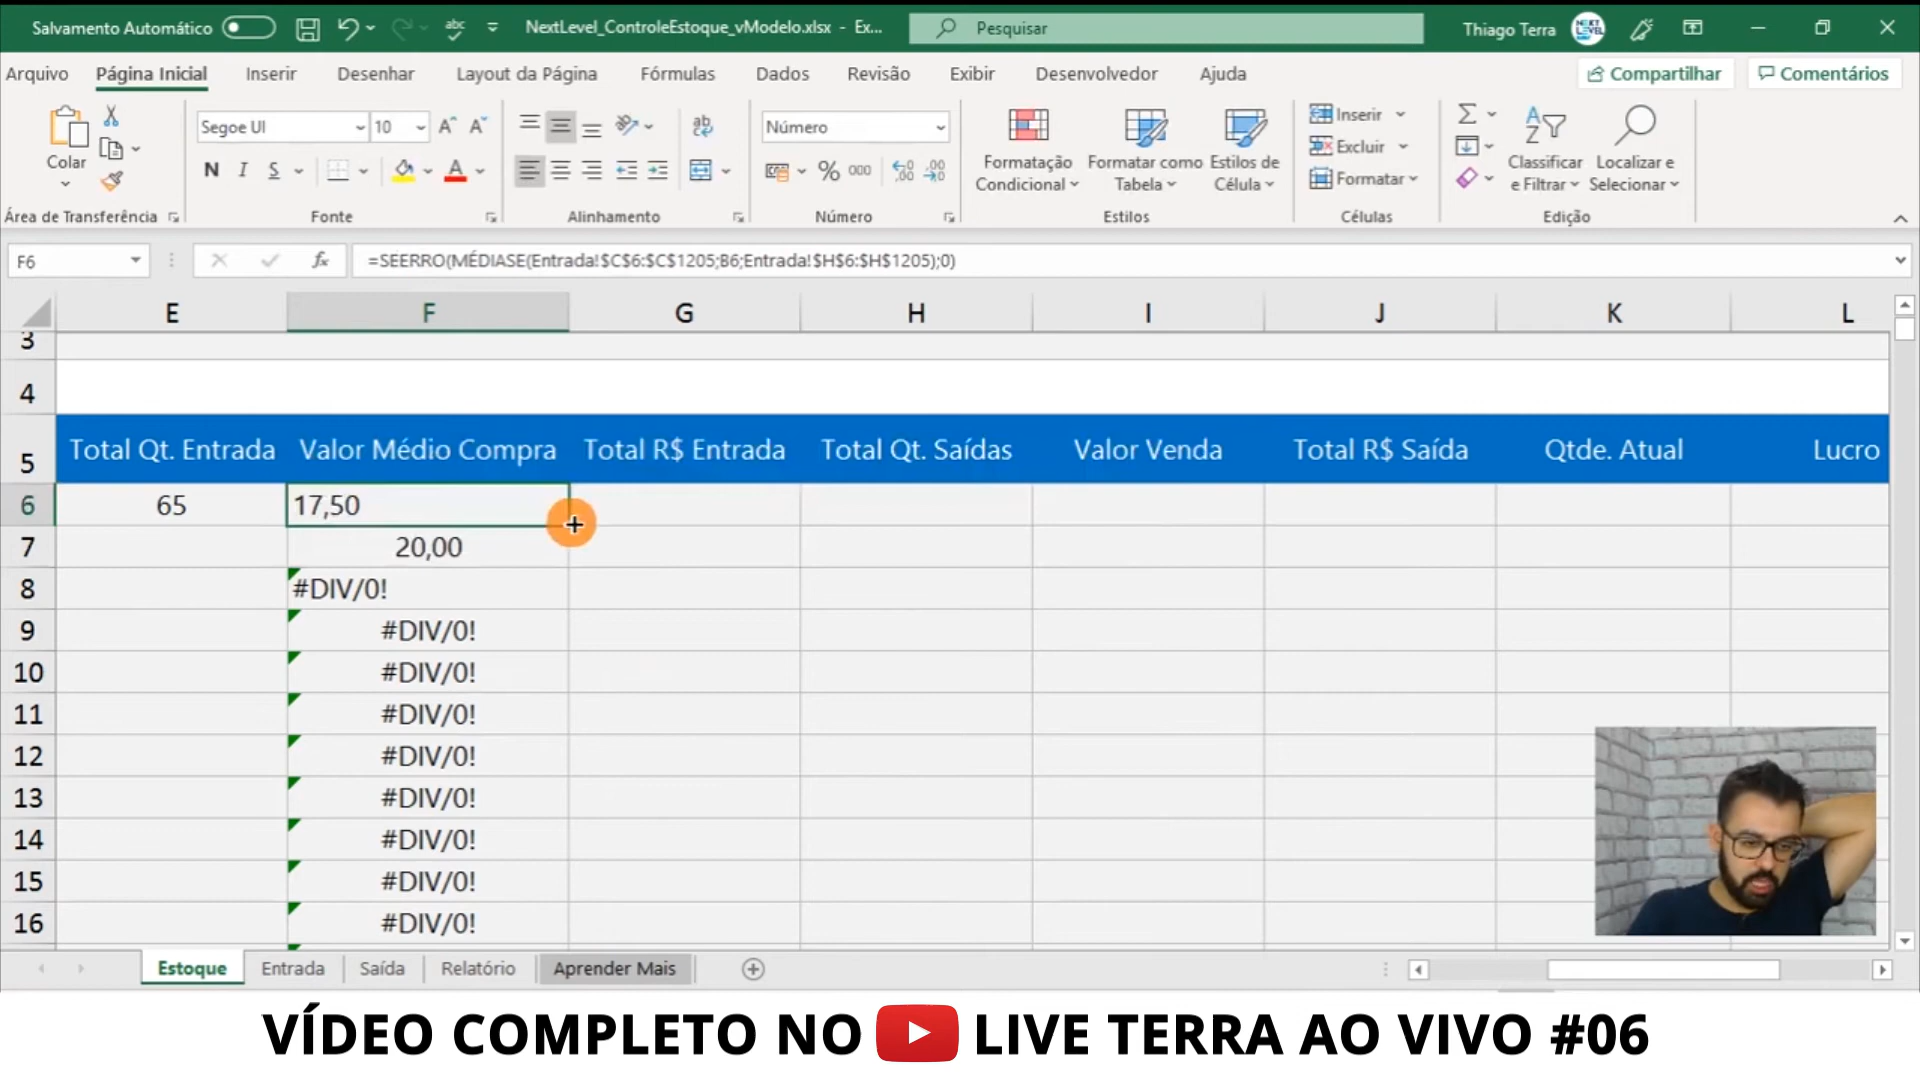 Salvamento Automático
NextLevel_ControleEstoque_vModelo.xlsx - Ex...
Pesquisar
Thiago Terra
Arquivo Página Inicial Inserir Desenhar Layout da Página Fórmulas Dados Revisão Exibir Desenvolvedor Ajuda Compartilhar Comentários
Colar
Segoe UI 10
N I S
Número
% 000
Formatação Condicional
Formatar como Tabela
Estilos de Célula
Inserir
Excluir
Formatar
Classificar e Filtrar
Localizar e Selecionar
Área de Transferência Fonte Alinhamento Número Estilos Células Edição
F6 fx =SEERRO(MÉDIASE(Entrada!$C$6:$C$1205;B6;Entrada!$H$6:$H$1205);0)
E F G H I J K L
3
4
5 Total Qt. Entrada Valor Médio Compra Total R$ Entrada Total Qt. Saídas Valor Venda Total R$ Saída Qtde. Atual Lucro
6 65 17,50
7 20,00
8 #DIV/0!
9 #DIV/0!
10 #DIV/0!
11 #DIV/0!
12 #DIV/0!
13 #DIV/0!
14 #DIV/0!
15 #DIV/0!
16 #DIV/0!
Estoque Entrada Saída Relatório Aprender Mais
VÍDEO COMPLETO NO LIVE TERRA AO VIVO #06